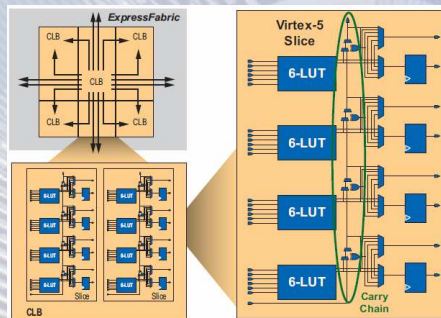 ExpressFabric
CLB
CLB
CLB
CLB
CLB
6-LUT
6-LUT
6-LUT
6-LUT
6-LUT
6-LUT
6-LUT
6-LUT
Slice
Slice
CLB
Virtex-5
Slice
6-LUT
6-LUT
6-LUT
6-LUT
Carry
Chain